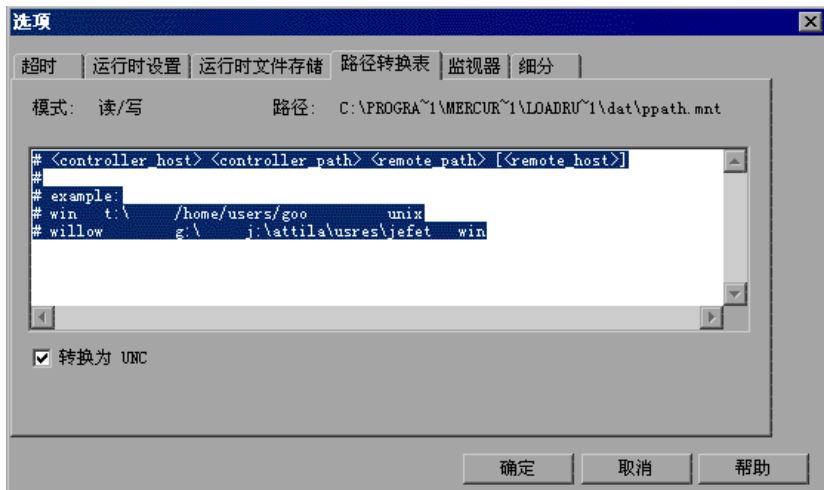 选项
超时 运行时设置 运行时文件存储 路径转换表 监视器 细分
模式: 读/写 路径: C:\PROGRA~1\MERCUR~1\LOADRU~1\dat\ppath.mnt
# <controller_host> <controller_path> <remote_path> [<remote_host>]
#
# example:
# win t:\ /home/users/goo unix
# willow g:\ j:\attila\usres\jefet win
转换为 UNC
确定 取消 帮助